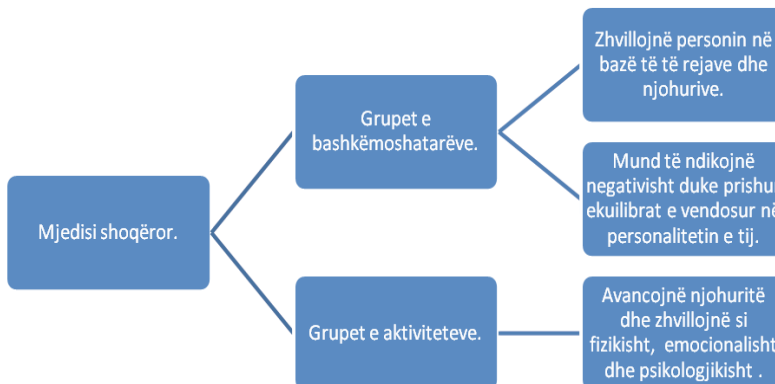 Mjedisi shoqëror.
Grupet e
bashkëmoshatarëve.
Zhvillojnë personin në
bazë të të rejave dhe
njohurive.
Mund të ndikojnë
negativisht duke prishur
ekuilibrat e vendosur në
personalitetin e tij.
Grupet e aktiviteteve.
Avancojnë njohuritë
dhe zhvillojnë si
fizikisht, emocionalisht
dhe psikologjikisht .